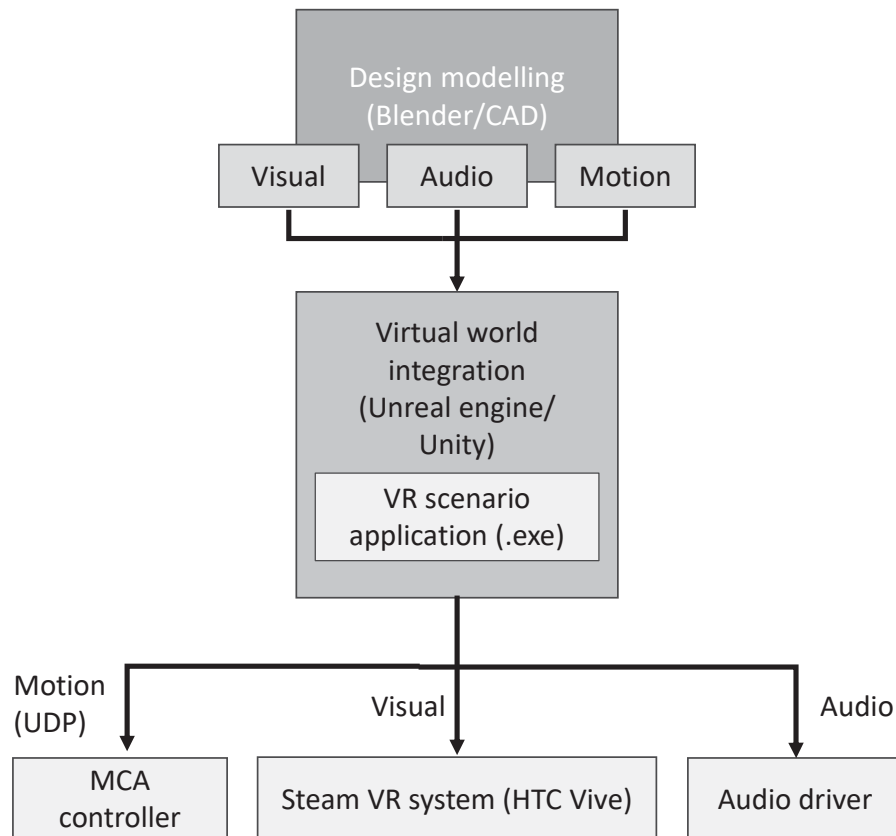 Design modelling
(Blender/CAD)
Visual
Audio
Motion
Virtual world
integration
(Unreal engine/
Unity)
VR scenario
application (.exe)
Motion
(UDP)
Visual
Audio
MCA
controller
Steam VR system (HTC Vive)
Audio driver